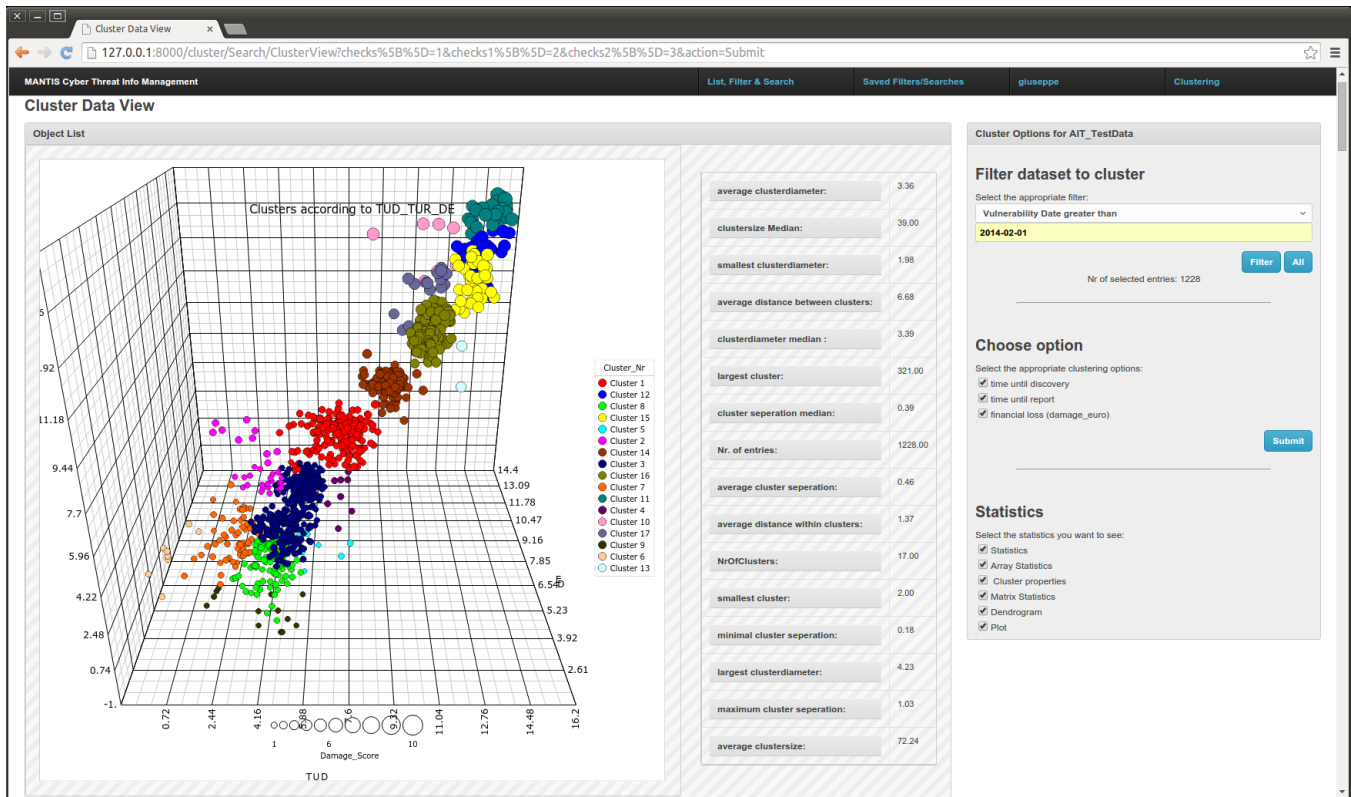 Cluster Data View
127.0.0.1:8000/cluster/Search/ClusterView?checks%5B%5D=1&checks1%5B%5D=2&checks2%5B%5D=3&action=Submit
MANTIS Cyber Threat Info Management
List, Filter & Search
Saved Filters/Searches
giuseppe
Clustering
Cluster Data View
Object List
Clusters according to TUD_TUR_DE
.92
11.18
9.44
7.7
5.96
4.22
2.48
0.74
-1.
14.4
13.09
11.78
10.47
9.16
7.85
6.54
5.23
3.92
2.61
0.72
2.44
4.16
5.88
7.6
9.32
11.04
12.76
14.48
16.2
1
6
10
Damage_Score
TUD
Cluster_Nr
Cluster 1
Cluster 12
Cluster 8
Cluster 15
Cluster 5
Cluster 2
Cluster 14
Cluster 3
Cluster 16
Cluster 7
Cluster 11
Cluster 4
Cluster 10
Cluster 17
Cluster 9
Cluster 6
Cluster 13
average clusterdiameter: 3.36
clustersize Median: 39.00
smallest clusterdiameter: 1.98
average distance between clusters: 6.68
clusterdiameter median : 3.39
largest cluster: 321.00
cluster seperation median: 0.39
Nr. of entries: 1228.00
average cluster seperation: 0.46
average distance within clusters: 1.37
NrOfClusters: 17.00
smallest cluster: 2.00
minimal cluster seperation: 0.18
largest clusterdiameter: 4.23
maximum cluster seperation: 1.03
average clustersize: 72.24
Cluster Options for AIT_TestData
Filter dataset to cluster
Select the appropriate filter:
Vulnerability Date greater than
2014-02-01
Filter
All
Nr of selected entries: 1228
Choose option
Select the appropriate clustering options:
time until discovery
time until report
financial loss (damage_euro)
Submit
Statistics
Select the statistics you want to see:
Statistics
Array Statistics
Cluster properties
Matrix Statistics
Dendrogram
Plot